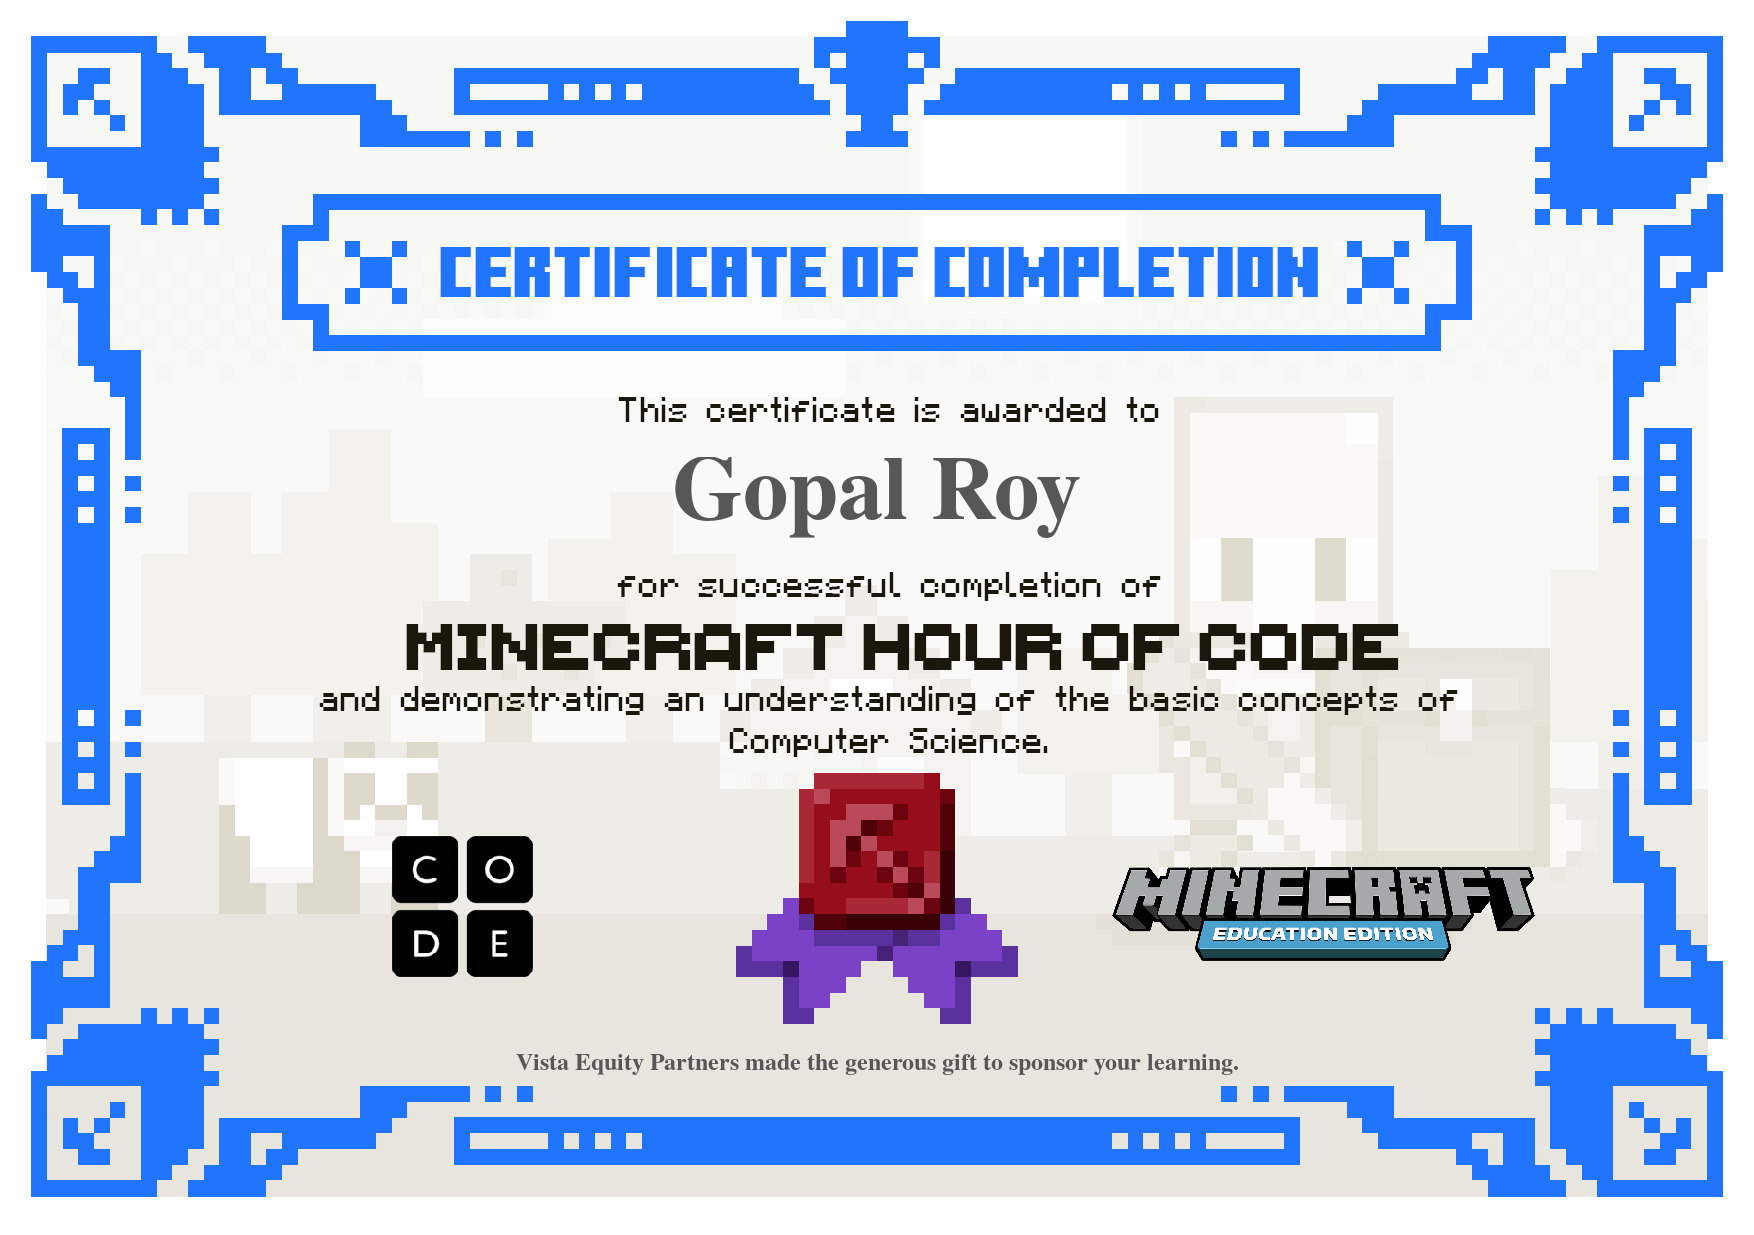 CERTIFICATE OF COMPLETION
This certificate is awarded to
Gopal Roy
for successful completion of
MINECRAFT HOUR OF CODE
and demonstrating an understanding of the basic concepts of
Computer Science.
C O
D E
MINECRAFT
EDUCATION EDITION
Vista Equity Partners made the generous gift to sponsor your learning.